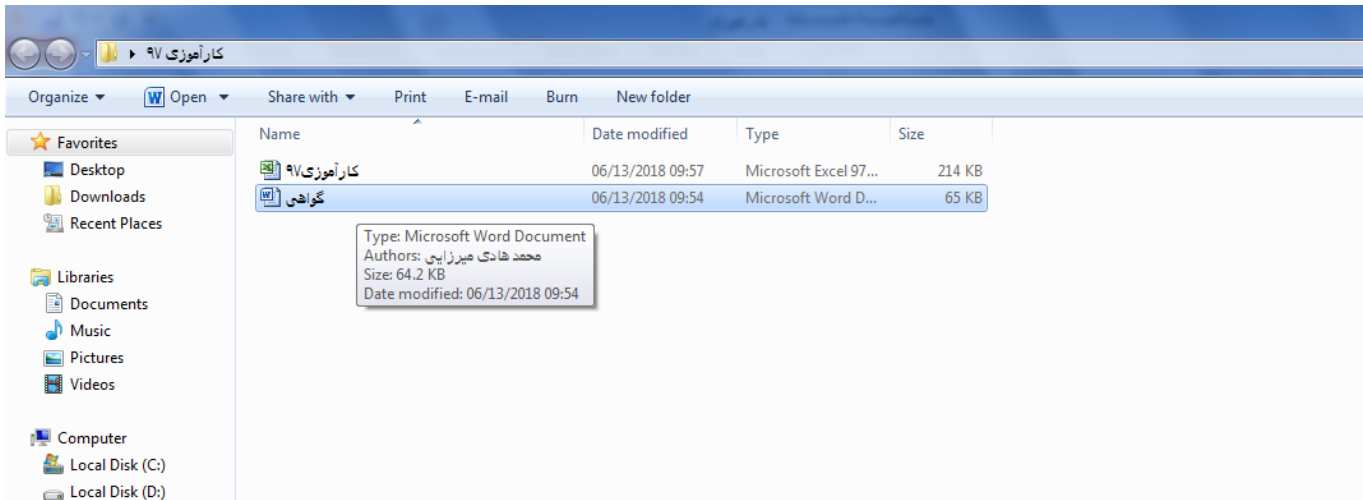 کارآموزی ۹۷
Organize Open Share with Print E-mail Burn New folder
Name Date modified Type Size
Favorites
Desktop
Downloads
Recent Places
Libraries
Documents
Music
Pictures
Videos
Computer
Local Disk (C:)
Local Disk (D:)
کارآموزی۹۷ 06/13/2018 09:57 Microsoft Excel 97... 214 KB
گواهی 06/13/2018 09:54 Microsoft Word D... 65 KB
Type: Microsoft Word Document
Authors: محمد هادی میرزایی
Size: 64.2 KB
Date modified: 06/13/2018 09:54